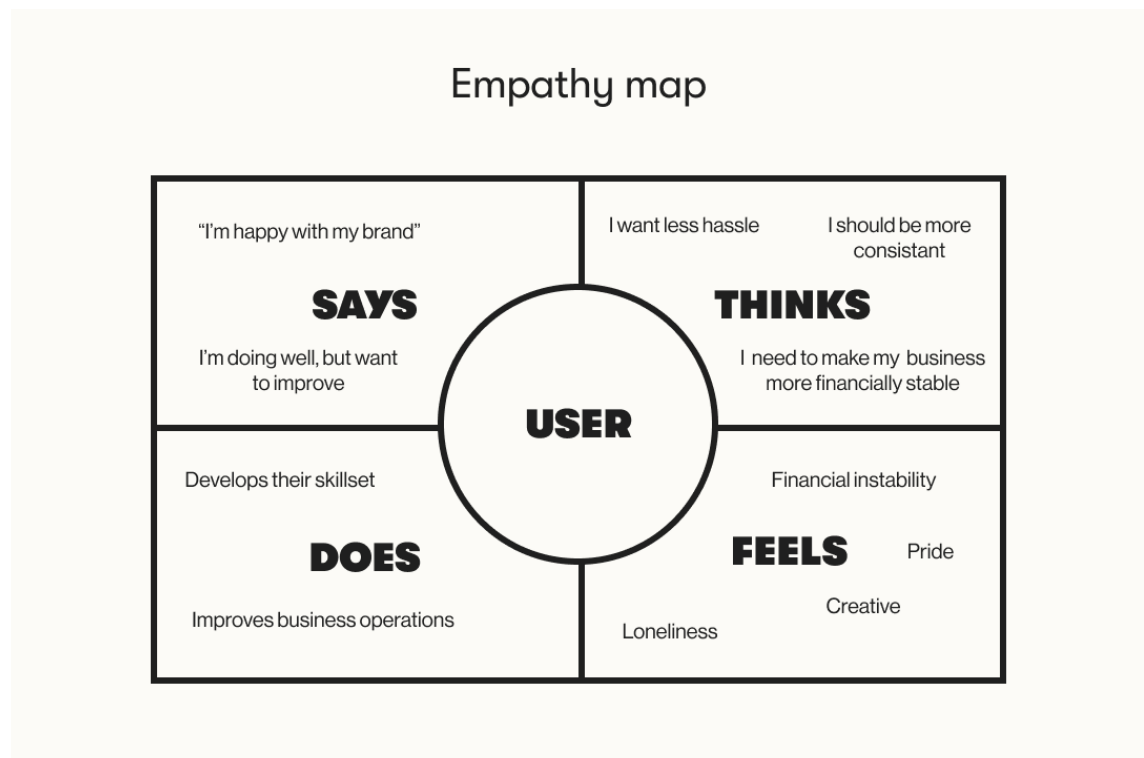 Empathy map
“I’m happy with my brand”
SAYS
I’m doing well, but want
to improve
I want less hassle
I should be more
consistant
THINKS
I need to make my business
more financially stable
USER
Develops their skillset
DOES
Improves business operations
Financial instability
FEELS
Pride
Creative
Loneliness